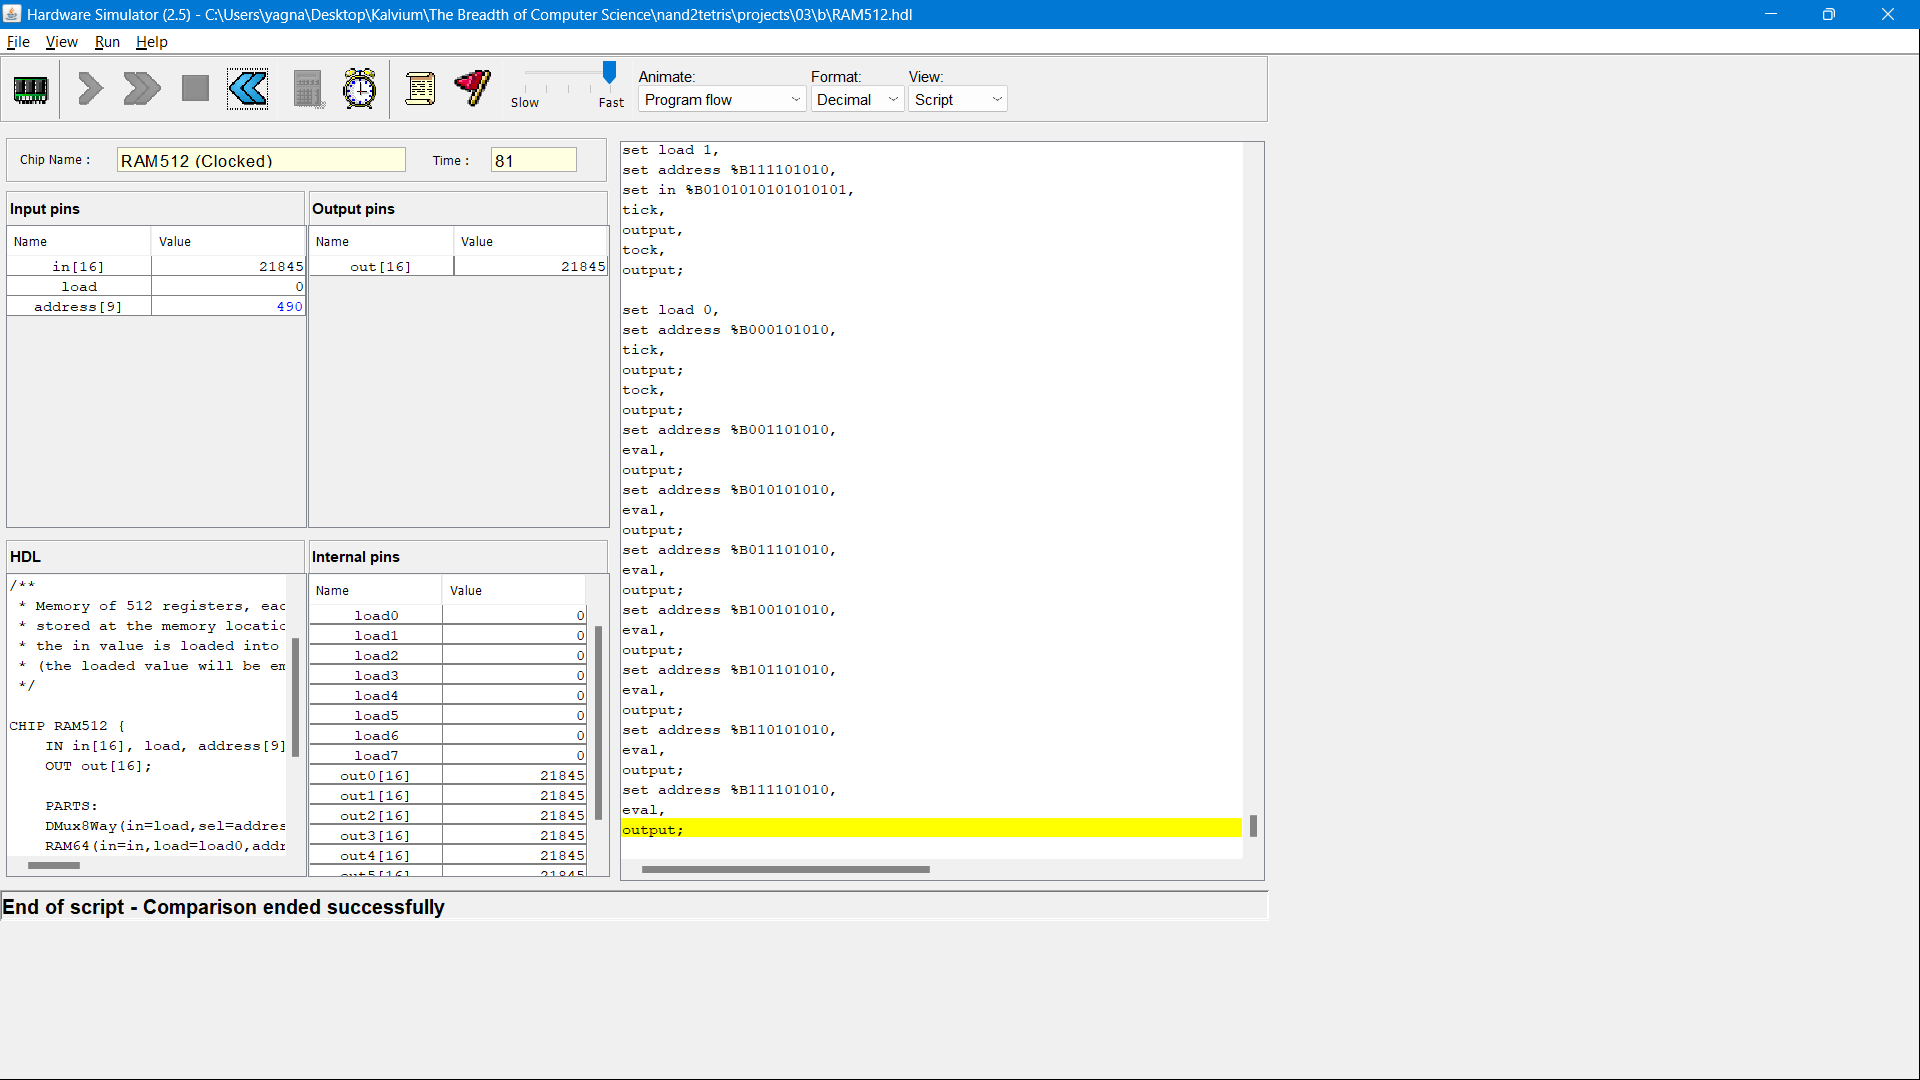 Hardware Simulator (2.5) - C:\Users\yagna\Desktop\Kalvium\The Breadth of Computer Science\nand2tetris\projects\03\b\RAM512.hdl
File View Run Help
Slow Fast
Animate: Format: View:
Program flow Decimal Script
Chip Name : RAM512 (Clocked) Time : 81
Input pins
Name Value
in[16] 21845
load 0
address[9] 490
Output pins
Name Value
out[16] 21845
HDL
/**
* Memory of 512 registers, eac
* stored at the memory locatic
* the in value is loaded into
* (the loaded value will be em
*/
CHIP RAM512 {
IN in[16], load, address[9]
OUT out[16];
PARTS:
DMux8Way(in=load,sel=addres
RAM64(in=in,load=load0,addr
Internal pins
Name Value
load0 0
load1 0
load2 0
load3 0
load4 0
load5 0
load6 0
load7 0
out0[16] 21845
out1[16] 21845
out2[16] 21845
out3[16] 21845
out4[16] 21845
out5[16] 21845
set load 1,
set address %B111101010,
set in %B0101010101010101,
tick,
output,
tock,
output;
set load 0,
set address %B000101010,
tick,
output;
tock,
output;
set address %B001101010,
eval,
output;
set address %B010101010,
eval,
output;
set address %B011101010,
eval,
output;
set address %B100101010,
eval,
output;
set address %B101101010,
eval,
output;
set address %B110101010,
eval,
output;
set address %B111101010,
eval,
output;
End of script - Comparison ended successfully